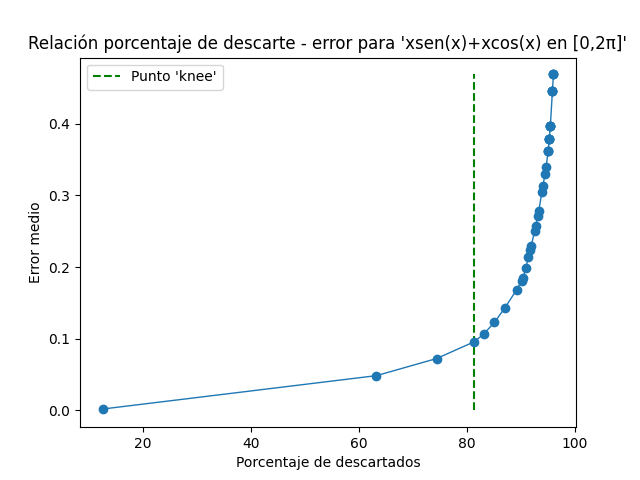 Relación porcentaje de descarte - error para 'xsen(x)+xcos(x) en [0,2π]'
Punto 'knee'
Error medio
0.4
0.3
0.2
0.1
0.0
20 40 60 80 100
Porcentaje de descartados